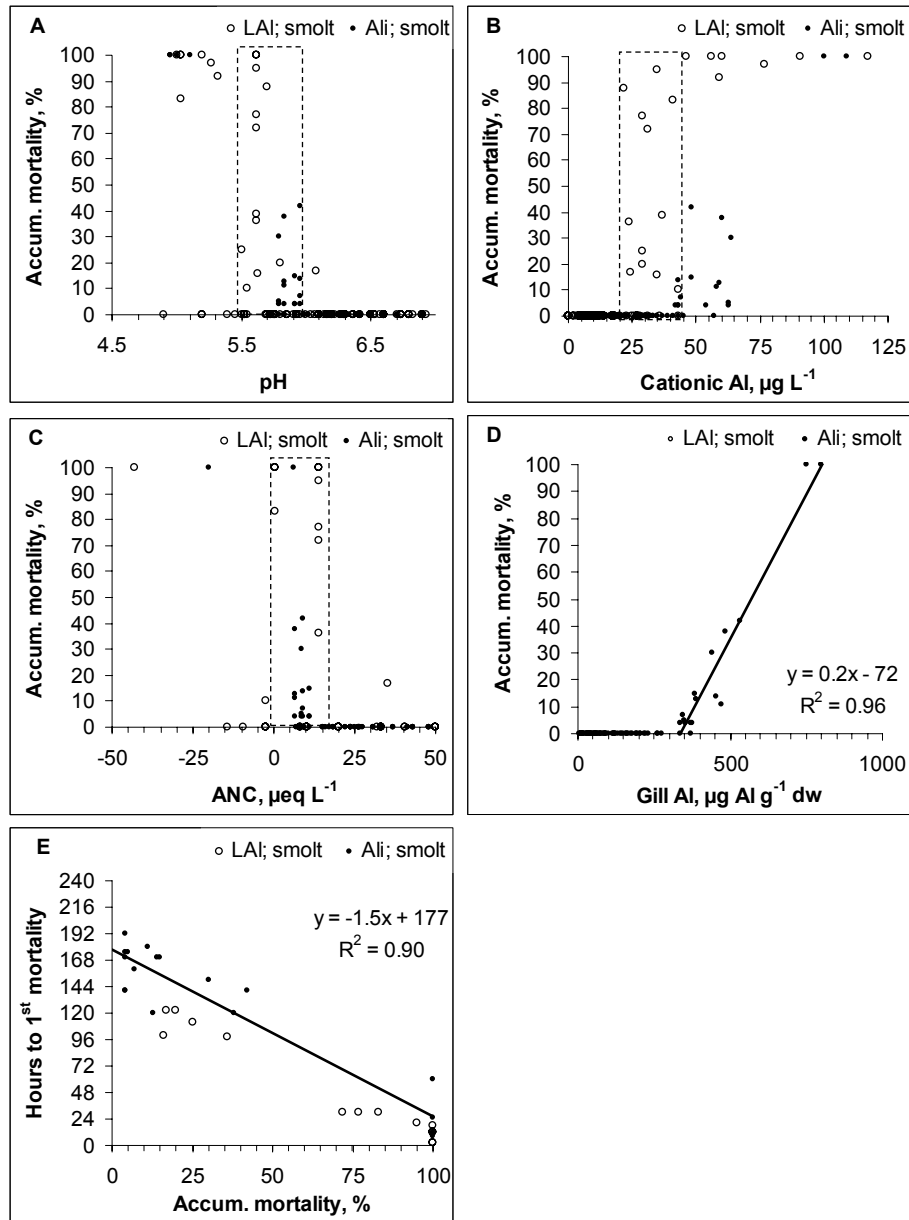 A
○ LAl; smolt • Ali; smolt
Accum. mortality, %
100
90
80
70
60
50
40
30
20
10
0
4.5 5.5 6.5
pH
B
○ LAl; smolt • Ali; smolt
Accum. mortality, %
100
90
80
70
60
50
40
30
20
10
0
0 25 50 75 100 125
Cationic Al, µg L⁻¹
C
○ LAl; smolt • Ali; smolt
Accum. mortality, %
100
90
80
70
60
50
40
30
20
10
0
-50 -25 0 25 50
ANC, µeq L⁻¹
D
○ LAl; smolt • Ali; smolt
Accum. mortality, %
100
90
80
70
60
50
40
30
20
10
0
y = 0.2x - 72
R² = 0.96
0 500 1000
Gill Al, µg Al g⁻¹ dw
E
○ LAl; smolt • Ali; smolt
Hours to 1ˢᵗ mortality
240
216
192
168
144
120
96
72
48
24
0
y = -1.5x + 177
R² = 0.90
0 25 50 75 100
Accum. mortality, %